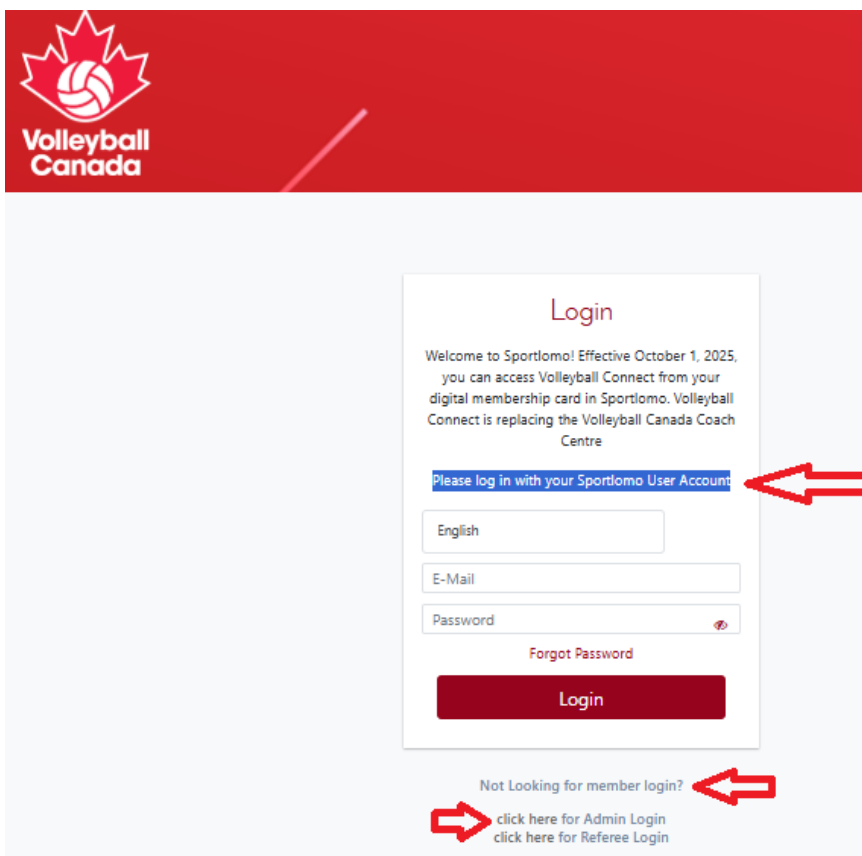 Volleyball
Canada
Login
Welcome to Sportlomo! Effective October 1, 2025,
you can access Volleyball Connect from your
digital membership card in Sportlomo. Volleyball
Connect is replacing the Volleyball Canada Coach
Centre
Please log in with your Sportlomo User Account
English
E-Mail
Password
Forgot Password
Login
Not Looking for member login?
click here for Admin Login
click here for Referee Login